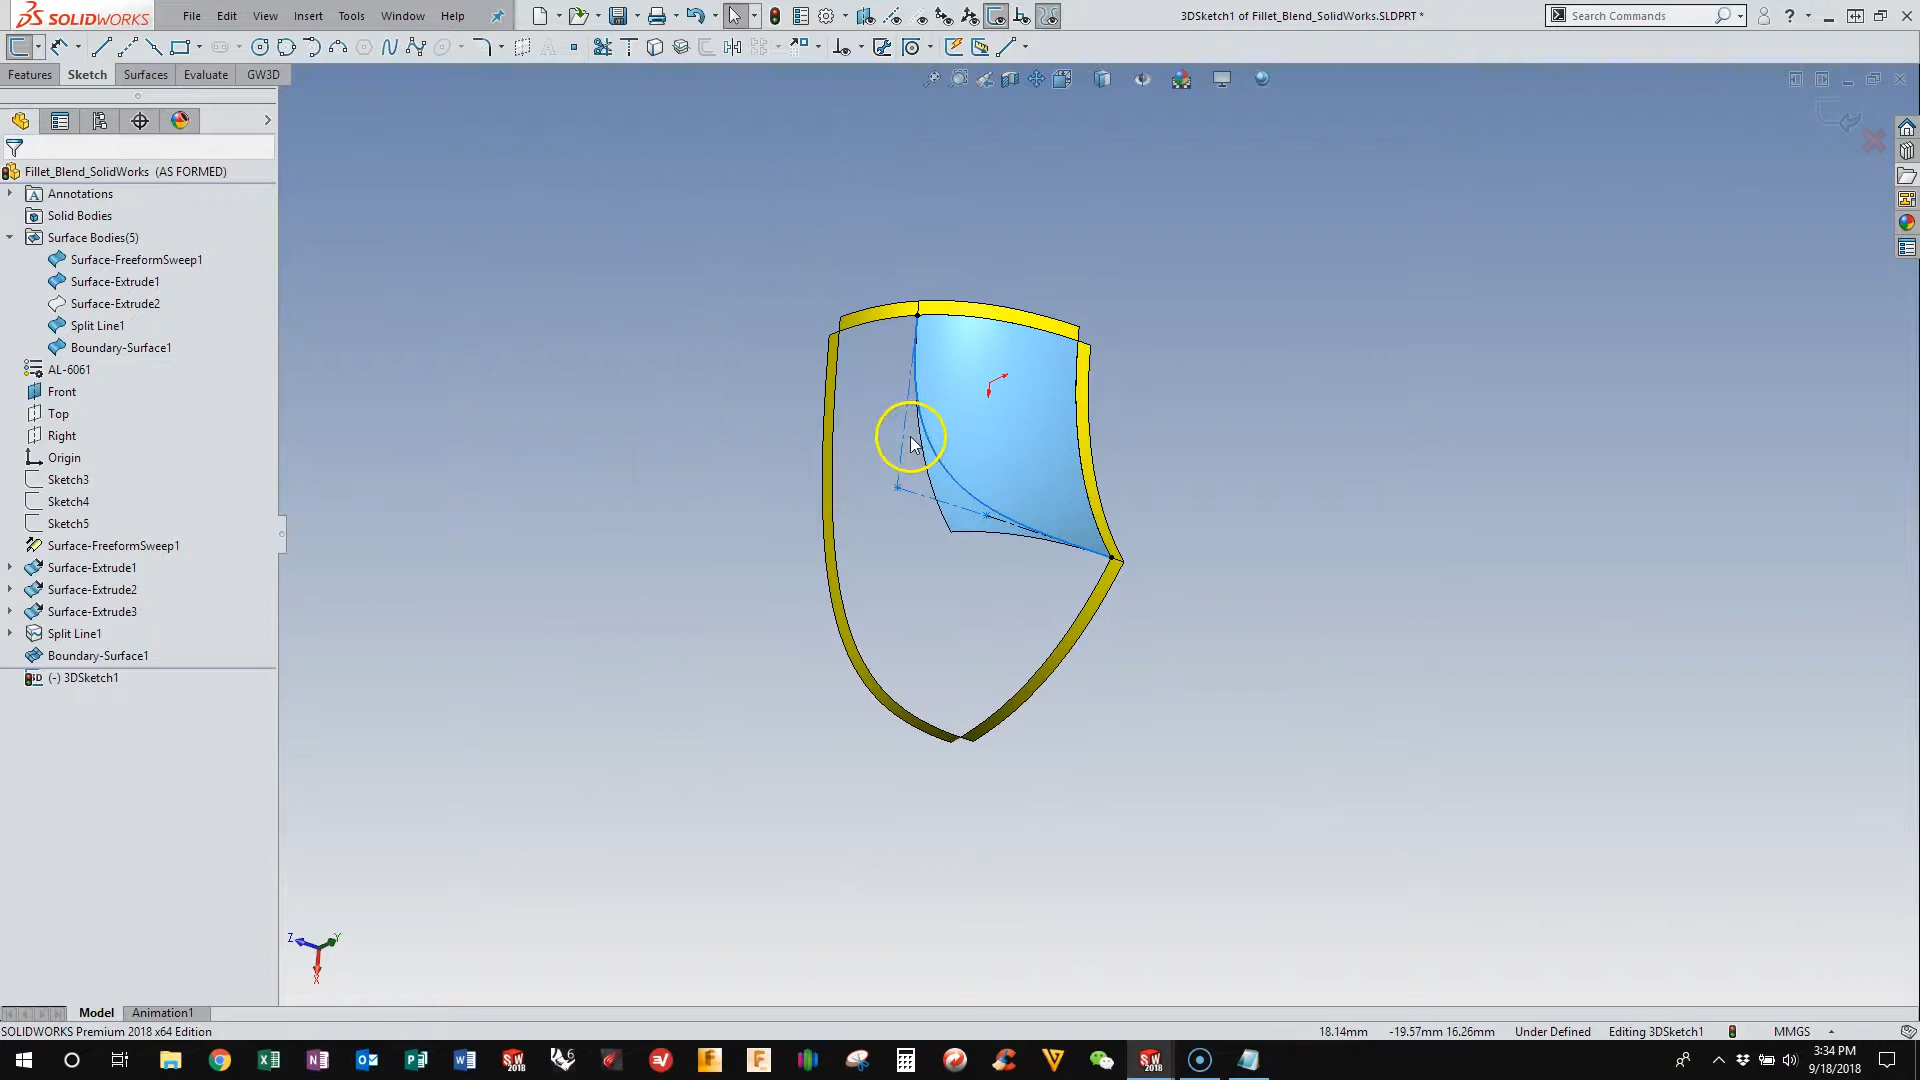 SOLIDWORKS File Edit View Insert Tools Window Help
3DSketch1 of Fillet_Blend_SolidWorks.SLDPRT *
Search Commands
Features Sketch Surfaces Evaluate GW3D
Fillet_Blend_SolidWorks (AS FORMED)
Annotations
Solid Bodies
Surface Bodies(5)
Surface-FreeformSweep1
Surface-Extrude1
Surface-Extrude2
Split Line1
Boundary-Surface1
AL-6061
Front
Top
Right
Origin
Sketch3
Sketch4
Sketch5
Surface-FreeformSweep1
Surface-Extrude1
Surface-Extrude2
Surface-Extrude3
Split Line1
Boundary-Surface1
(-) 3DSketch1
Z Y
X
Model Animation1
SOLIDWORKS Premium 2018 x64 Edition
18.14mm -19.57mm 16.26mm Under Defined Editing 3DSketch1 MMGS
3:34 PM
9/18/2018